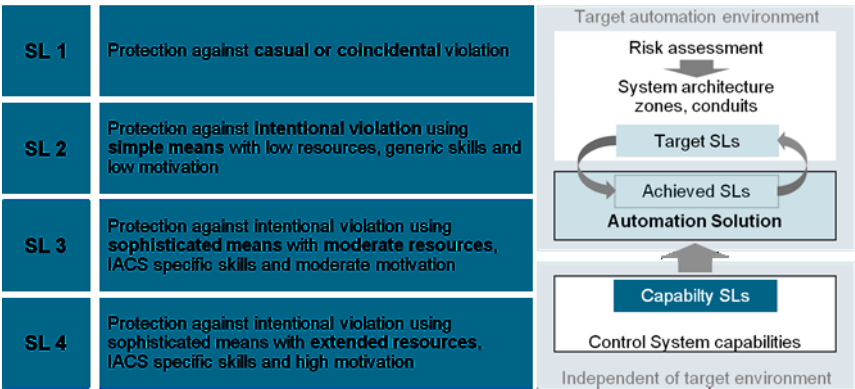 SL 1
Protection against casual or coincidental violation
SL 2
Protection against intentional violation using
simple means with low resources, generic skills and
low motivation
SL 3
Protection against intentional violation using
sophisticated means with moderate resources,
IACS specific skills and moderate motivation
SL 4
Protection against intentional violation using
sophisticated means with extended resources,
IACS specific skills and high motivation
Target automation environment
Risk assessment
System architecture
zones, conduits
Target SLs
Achieved SLs
Automation Solution
Capabilty SLs
Control System capabilities
Independent of target environment